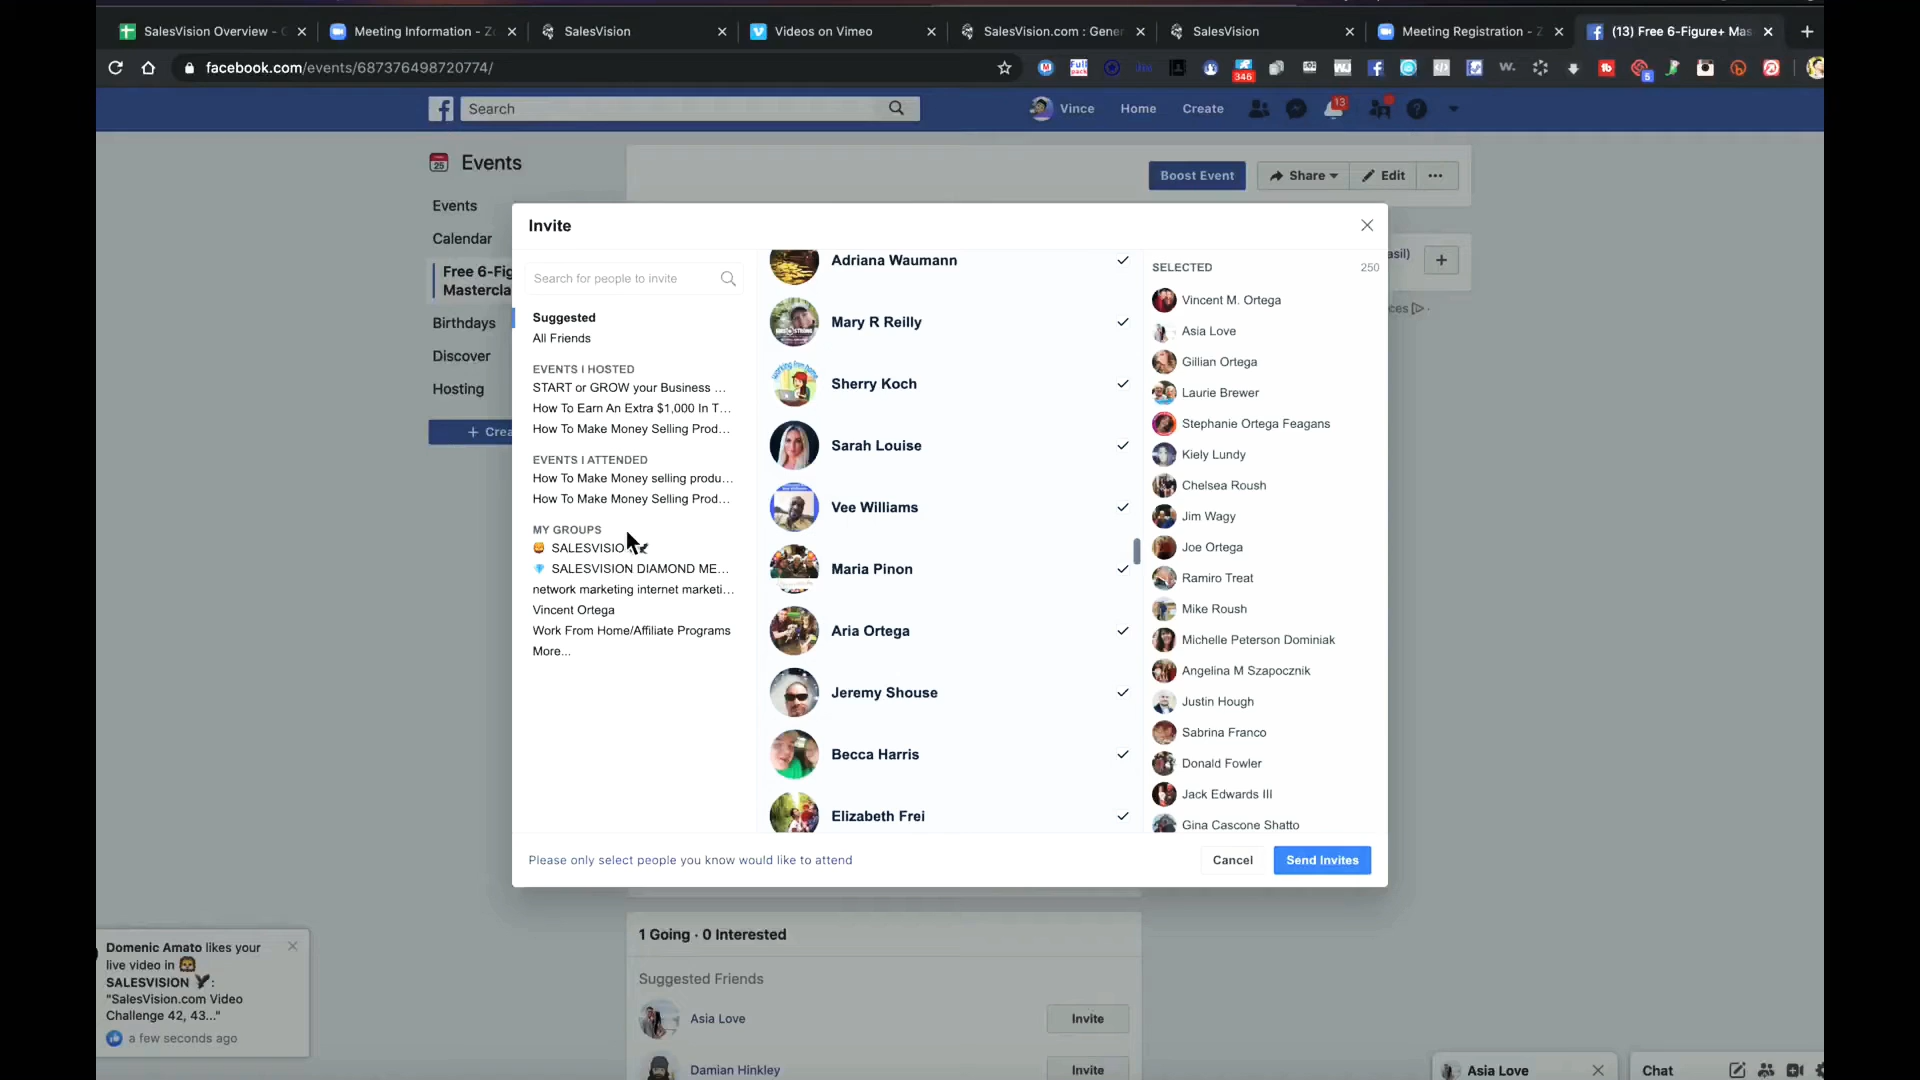 SalesVision Overview - G
Meeting Information - Zo
SalesVision
Videos on Vimeo
SalesVision.com : Gener
SalesVision
Meeting Registration - Z
(13) Free 6-Figure+ Mas
facebook.com/events/687376498720774/
346
5
Search
Vince
Home
Create
13
25
Events
Boost Event
Share
Edit
Events
Calendar
Free 6-Fig
Mastercla
Birthdays
Discover
Hosting
+ Crea
asil)
ces
Invite
Search for people to invite
Suggested
All Friends
EVENTS I HOSTED
START or GROW your Business ...
How To Earn An Extra $1,000 In T...
How To Make Money Selling Prod...
EVENTS I ATTENDED
How To Make Money selling produ...
How To Make Money Selling Prod...
MY GROUPS
🦁 SALESVISIO
💎 SALESVISION DIAMOND ME...
network marketing internet marketi...
Vincent Ortega
Work From Home/Affiliate Programs
More...
Adriana Waumann
Mary R Reilly
Sherry Koch
Sarah Louise
Vee Williams
Maria Pinon
Aria Ortega
Jeremy Shouse
Becca Harris
Elizabeth Frei
SELECTED 250
Vincent M. Ortega
Asia Love
Gillian Ortega
Laurie Brewer
Stephanie Ortega Feagans
Kiely Lundy
Chelsea Roush
Jim Wagy
Joe Ortega
Ramiro Treat
Mike Roush
Michelle Peterson Dominiak
Angelina M Szapocznik
Justin Hough
Sabrina Franco
Donald Fowler
Jack Edwards III
Gina Cascone Shatto
Please only select people you know would like to attend
Cancel
Send Invites
1 Going · 0 Interested
Suggested Friends
Asia Love
Invite
Damian Hinkley
Invite
Domenic Amato likes your
live video in 🦁
SALESVISION 🦅:
"SalesVision.com Video
Challenge 42, 43..."
a few seconds ago
Asia Love
Chat